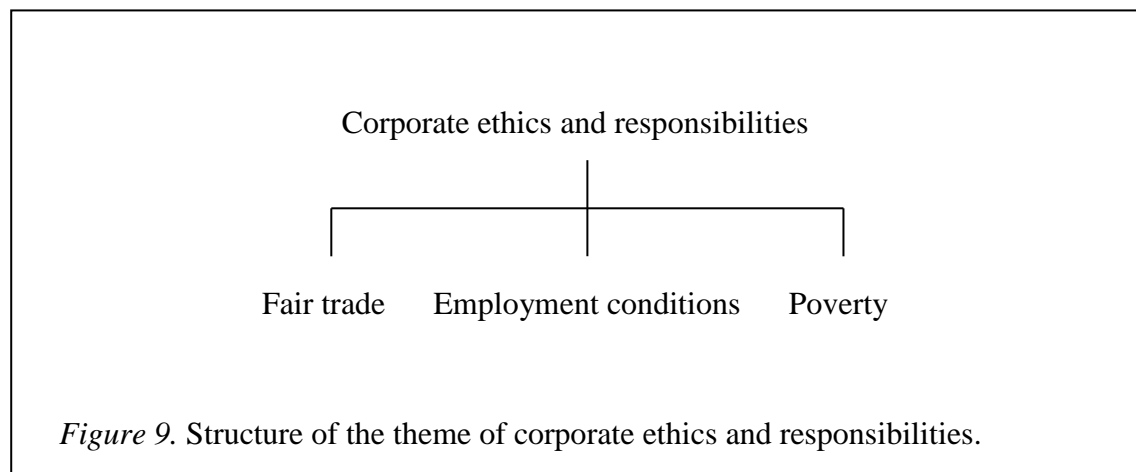 Corporate ethics and responsibilities
Fair trade Employment conditions Poverty
Figure 9. Structure of the theme of corporate ethics and responsibilities.